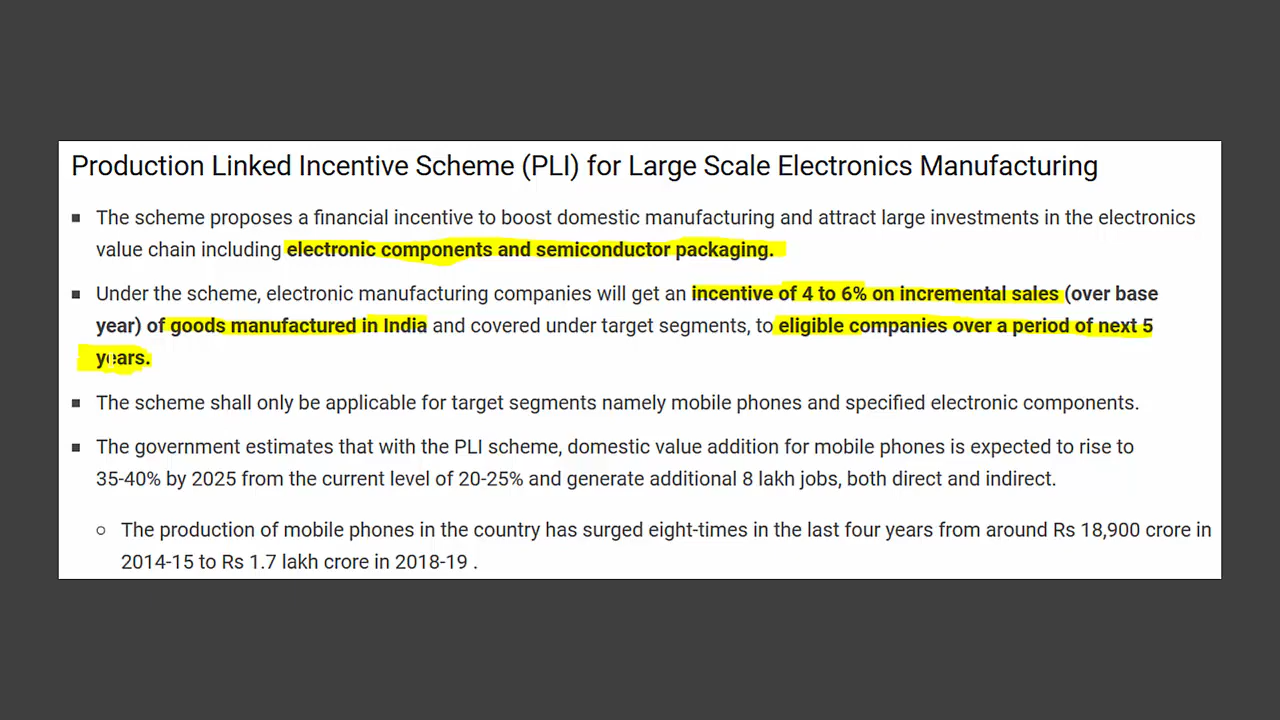 Production Linked Incentive Scheme (PLI) for Large Scale Electronics Manufacturing
▪ The scheme proposes a financial incentive to boost domestic manufacturing and attract large investments in the electronics
value chain including electronic components and semiconductor packaging.
▪ Under the scheme, electronic manufacturing companies will get an incentive of 4 to 6% on incremental sales (over base
year) of goods manufactured in India and covered under target segments, to eligible companies over a period of next 5
years.
▪ The scheme shall only be applicable for target segments namely mobile phones and specified electronic components.
▪ The government estimates that with the PLI scheme, domestic value addition for mobile phones is expected to rise to
35-40% by 2025 from the current level of 20-25% and generate additional 8 lakh jobs, both direct and indirect.
○ The production of mobile phones in the country has surged eight-times in the last four years from around Rs 18,900 crore in
2014-15 to Rs 1.7 lakh crore in 2018-19 .